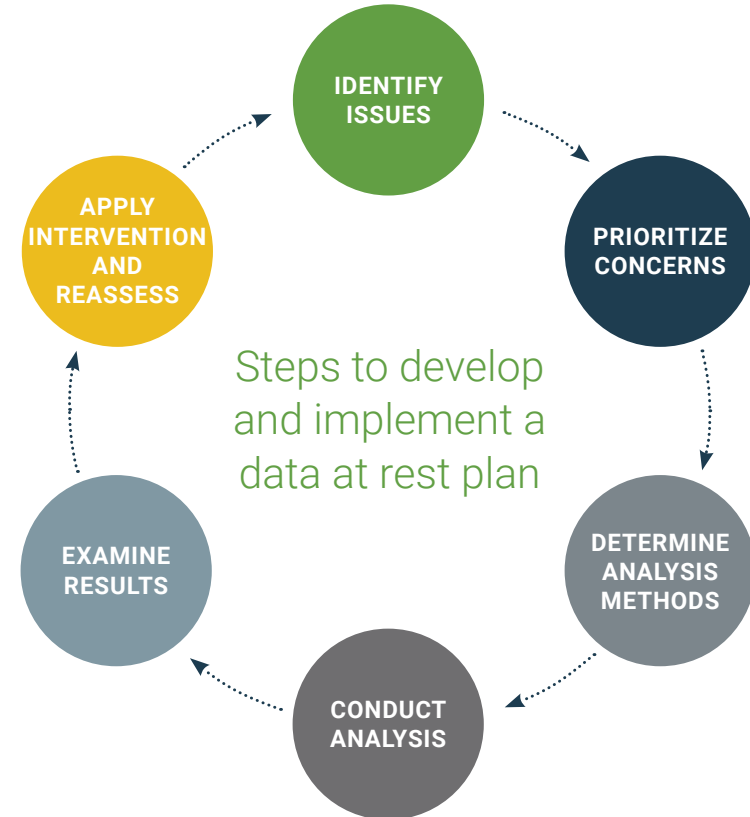 IDENTIFY
ISSUES
PRIORITIZE
CONCERNS
DETERMINE
ANALYSIS
METHODS
CONDUCT
ANALYSIS
EXAMINE
RESULTS
APPLY
INTERVENTION
AND
REASSESS
Steps to develop
and implement a
data at rest plan